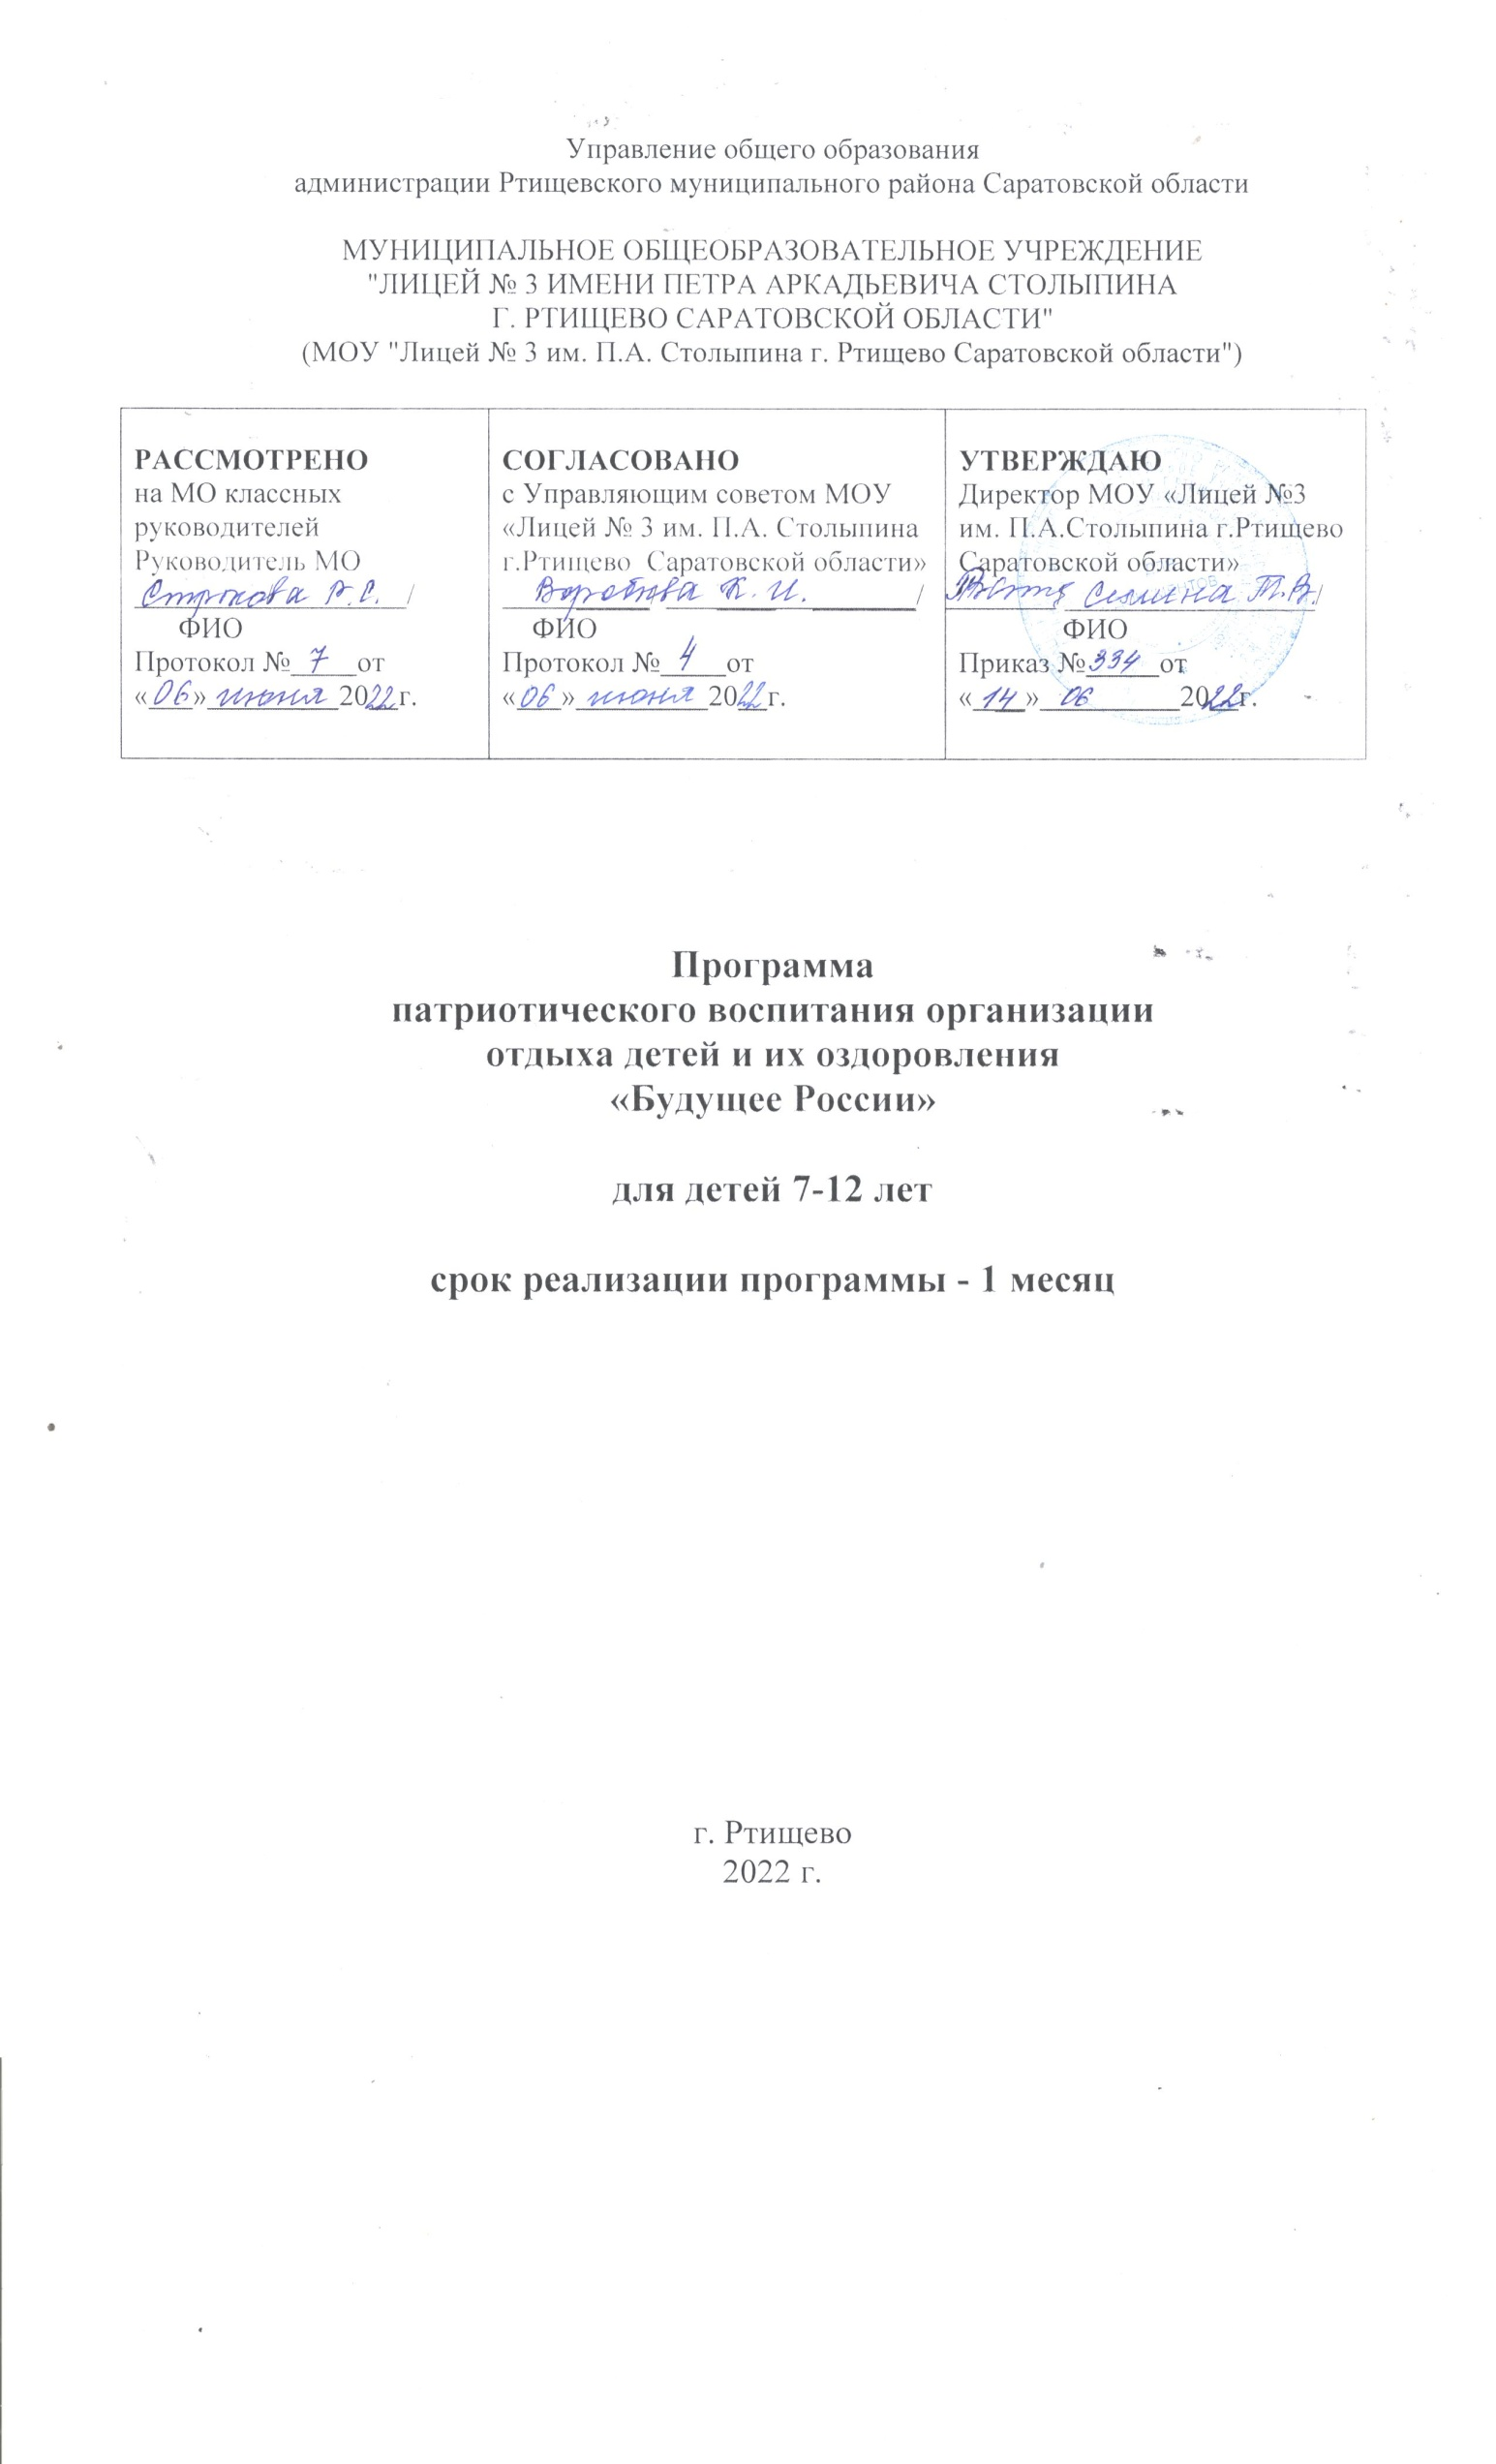 Управление общего образования
администрации Ртищевского муниципального района Саратовской области
МУНИЦИПАЛЬНОЕ ОБЩЕОБРАЗОВАТЕЛЬНОЕ УЧРЕЖДЕНИЕ
"ЛИЦЕЙ № 3 ИМЕНИ ПЕТРА АРКАДЬЕВИЧА СТОЛЫПИНА
Г. РТИЩЕВО САРАТОВСКОЙ ОБЛАСТИ"
(МОУ "Лицей № 3 им. П.А. Столыпина г. Ртищево Саратовской области")
РАССМОТРЕНО
на МО классных
руководителей
Руководитель МО
/
ФИО
Протокол № 7 от
«06» июня 2022 г.
СОГЛАСОВАНО
с Управляющим советом МОУ
«Лицей № 3 им. П.А. Столыпина
г.Ртищево Саратовской области»
К. И. /
ФИО
Протокол № 4 от
«06» июня 2022 г.
УТВЕРЖДАЮ
Директор МОУ «Лицей №3
им. П.А.Столыпина г.Ртищево
Саратовской области»
Т.В. /
ФИО
Приказ № 334 от
«14» 06 2022 г.
Программа
патриотического воспитания организации
отдыха детей и их оздоровления
«Будущее России»
для детей 7-12 лет
срок реализации программы - 1 месяц
г. Ртищево
2022 г.